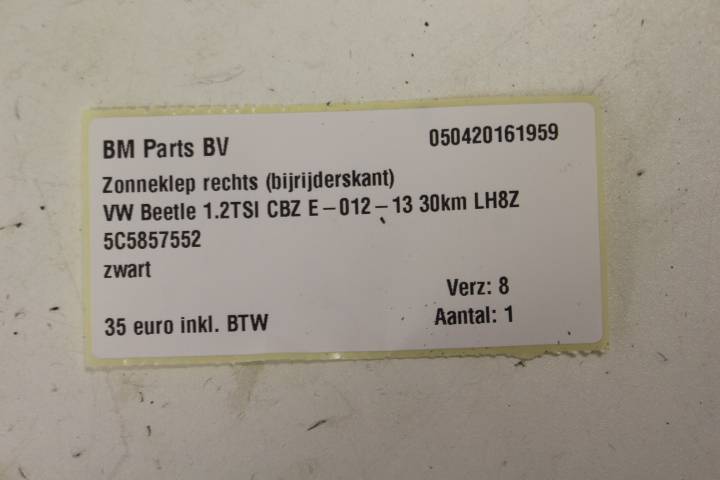 BM Parts BV 050420161959
Zonneklep rechts (bijrijderskant)
VW Beetle 1.2TSI CBZ E-012-13 30km LH8Z
5C5857552
zwart
Verz: 8
35 euro inkl. BTW Aantal: 1